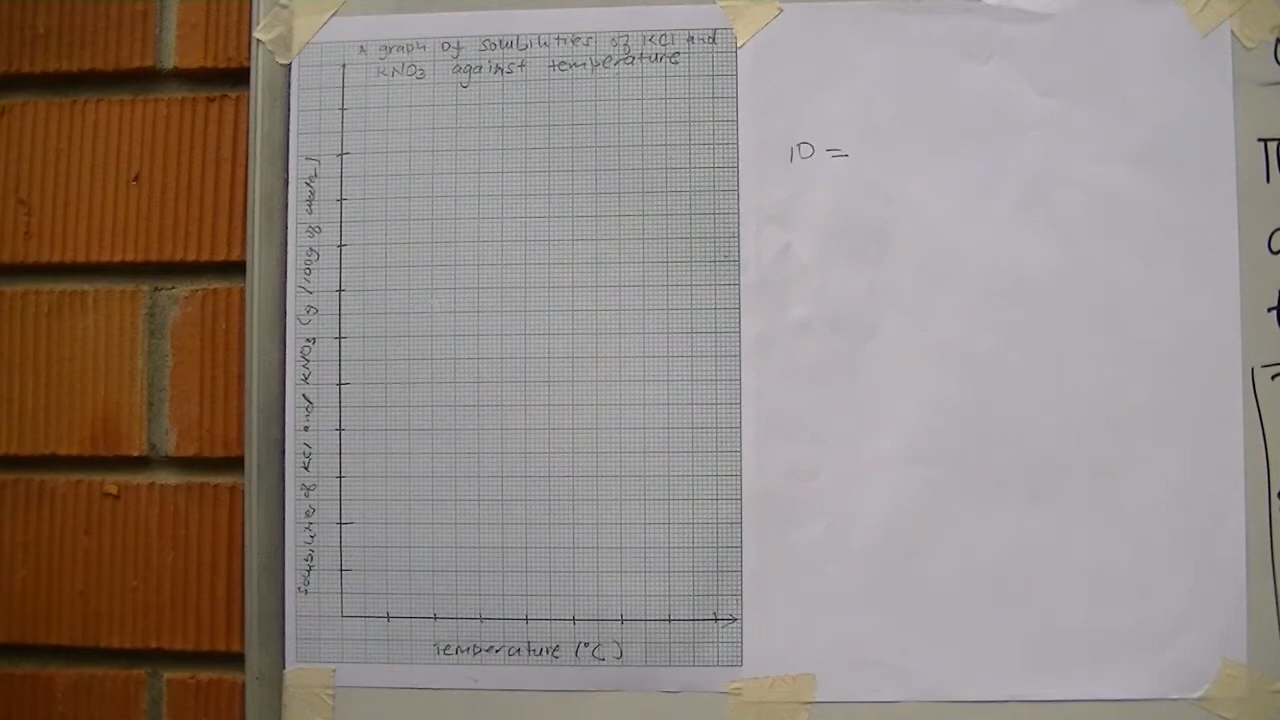 A graph of solubilities of KCl and
KNO3 against temperature
Solubilities of KCl and KNO3 (g/100g of water)
Temperature (°C)
10 =